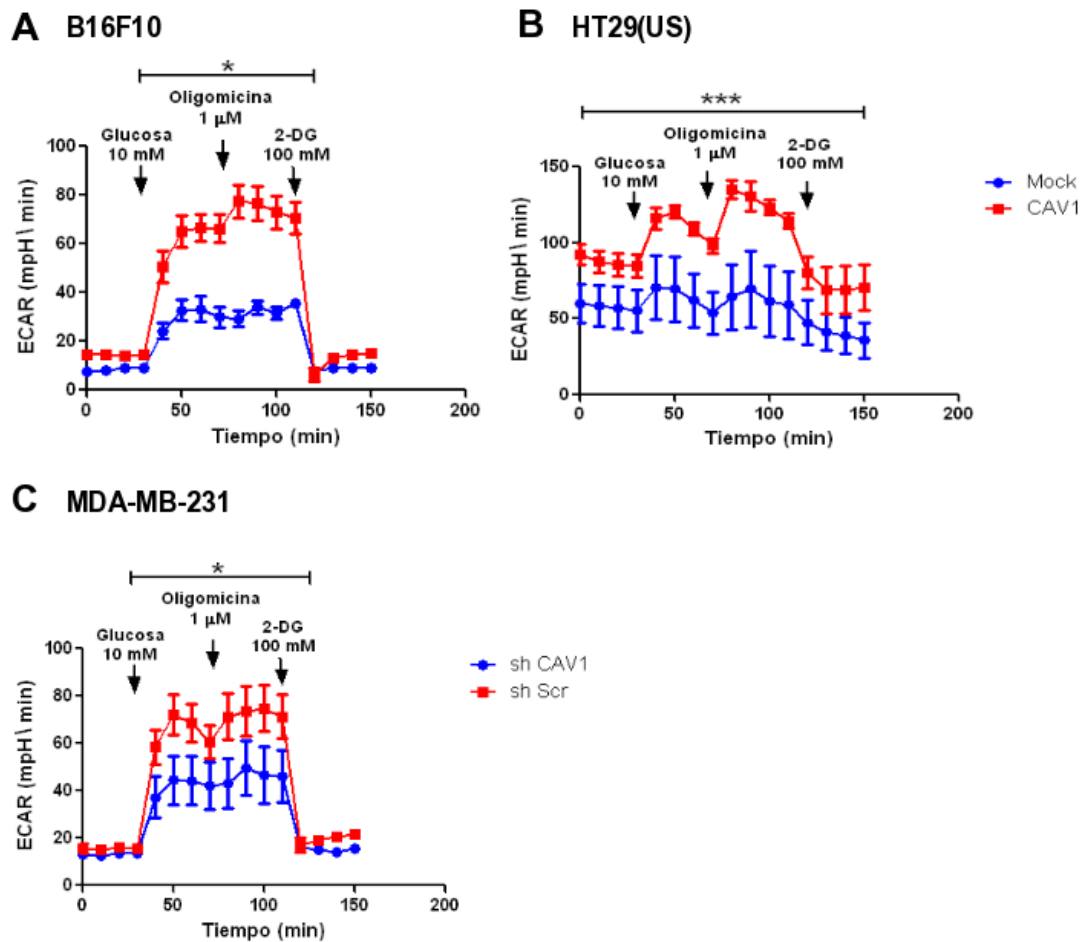 A B16F10
*
Oligomicina
1 µM
Glucosa
10 mM
2-DG
100 mM
ECAR (mpH \ min)
100
80
60
40
20
0
0 50 100 150 200
Tiempo (min)
B HT29(US)
***
Oligomicina
1 µM
Glucosa
10 mM
2-DG
100 mM
ECAR (mpH \ min)
150
100
50
0
0 50 100 150 200
Tiempo (min)
Mock
CAV1
C MDA-MB-231
*
Oligomicina
1 µM
Glucosa
10 mM
2-DG
100 mM
ECAR (mpH \ min)
100
80
60
40
20
0
0 50 100 150 200
Tiempo (min)
sh CAV1
sh Scr